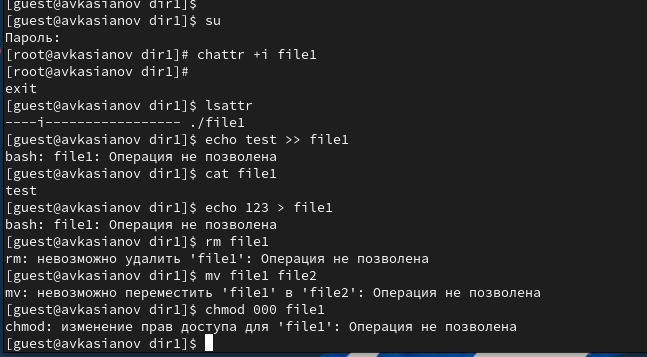 [guest@avkasianov dir1]$
[guest@avkasianov dir1]$ su
Пароль:
[root@avkasianov dir1]# chattr +i file1
[root@avkasianov dir1]#
exit
[guest@avkasianov dir1]$ lsattr
----i----------------- ./file1
[guest@avkasianov dir1]$ echo test >> file1
bash: file1: Операция не позволена
[guest@avkasianov dir1]$ cat file1
test
[guest@avkasianov dir1]$ echo 123 > file1
bash: file1: Операция не позволена
[guest@avkasianov dir1]$ rm file1
rm: невозможно удалить 'file1': Операция не позволена
[guest@avkasianov dir1]$ mv file1 file2
mv: невозможно переместить 'file1' в 'file2': Операция не позволена
[guest@avkasianov dir1]$ chmod 000 file1
chmod: изменение прав доступа для 'file1': Операция не позволена
[guest@avkasianov dir1]$